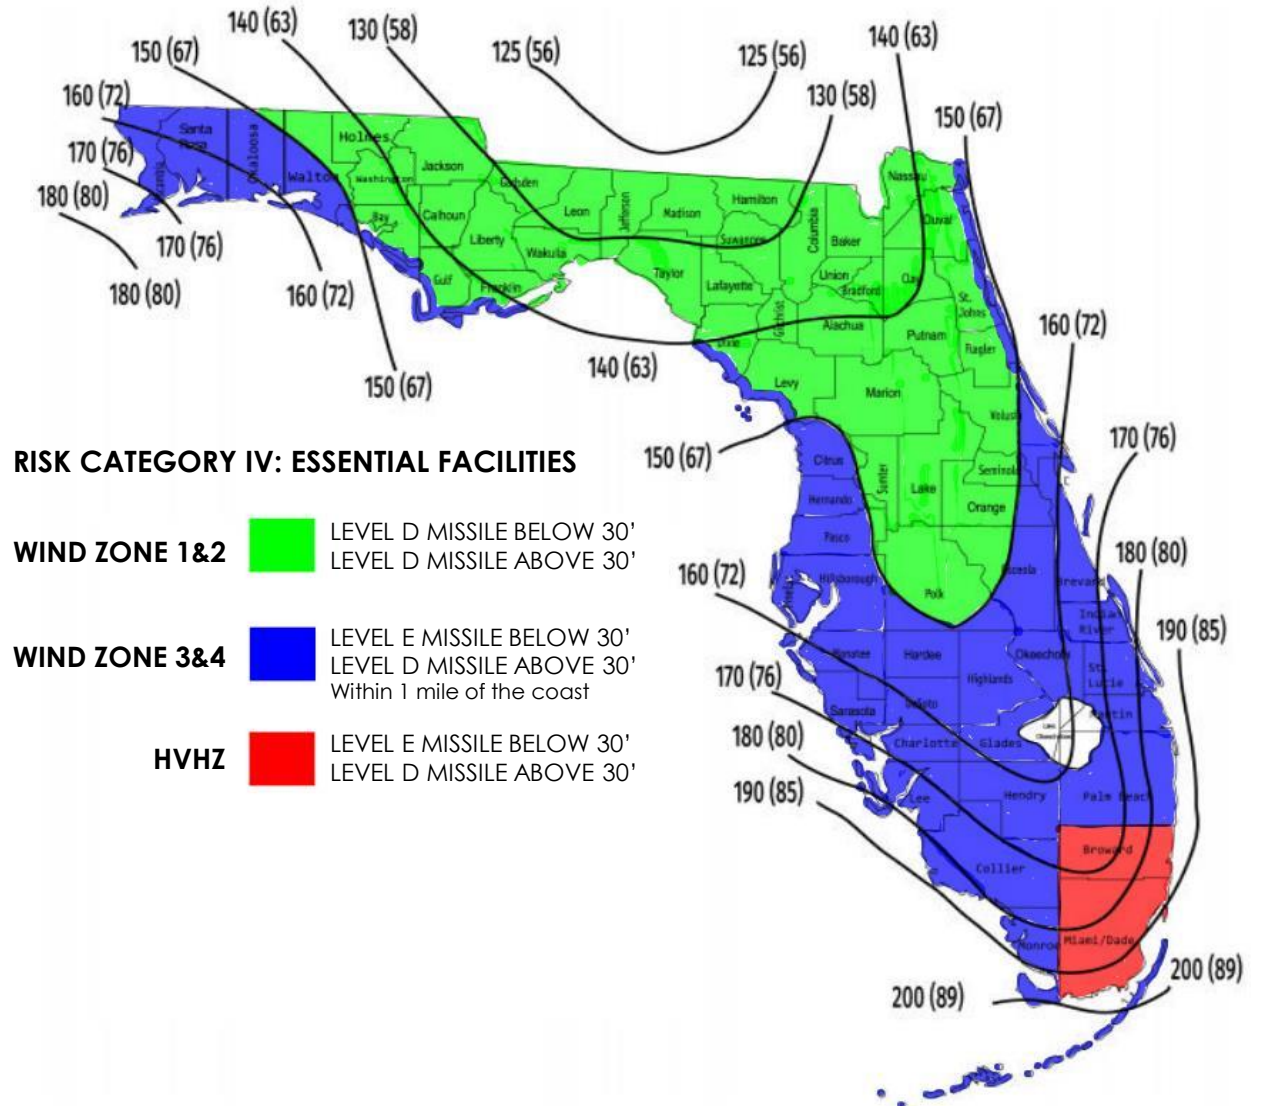 140 (63)
130 (58)
150 (67)
125 (56)
125 (56)
140 (63)
160 (72)
130 (58)
150 (67)
170 (76)
180 (80)
170 (76)
180 (80)
160 (72)
150 (67)
140 (63)
160 (72)
150 (67)
170 (76)
180 (80)
160 (72)
190 (85)
170 (76)
180 (80)
190 (85)
200 (89)
200 (89)
Santa
Rosa
Okaloosa
Walton
Holmes
Washington
Jackson
Bay
Calhoun
Gulf
Liberty
Franklin
Gadsden
Leon
Wakulla
Jefferson
Madison
Taylor
Hamilton
Suwannee
Lafayette
Dixie
Columbia
Gilchrist
Baker
Union
Bradford
Alachua
Levy
Nassau
Duval
Clay
St.
Johns
Putnam
Flagler
Marion
Volusia
Citrus
Sumter
Lake
Seminole
Orange
Hernando
Pasco
Hillsborough
Polk
Brevard
Indian
River
Manatee
Hardee
Highlands
Okeechob
St.
Lucie
Sarasota
DeSoto
Martin
Charlotte
Glades
Lee
Hendry
Palm Beach
Collier
Broward
Monroe
Miami/Dade
RISK CATEGORY IV: ESSENTIAL FACILITIES
WIND ZONE 1&2
LEVEL D MISSILE BELOW 30'
LEVEL D MISSILE ABOVE 30'
WIND ZONE 3&4
LEVEL E MISSILE BELOW 30'
LEVEL D MISSILE ABOVE 30'
Within 1 mile of the coast
HVHZ
LEVEL E MISSILE BELOW 30'
LEVEL D MISSILE ABOVE 30'